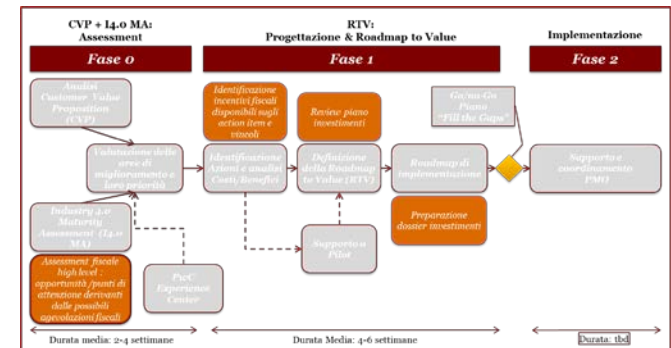 CVP + I4.0 MA:
Assessment
RTV:
Progettazione & Roadmap to Value
Implementazione
Fase 0
Fase 1
Fase 2
Analisi
Customer Value
Proposition
(CVP)
Identificazione
incentivi fiscali
disponibili sugli
action item e
vincoli
Review piano
investimenti
Go/no-Go
Piano
"Fill the Gaps"
Valutazione delle
aree di
miglioramento e
loro priorità
Identificazione
Azioni e analisi
Costi/Benefici
Definizione
della Roadmap
to Value (RTV)
Roadmap di
implementazione
Supporto e
coordinamento
PMO
Industry 4.0
Maturity
Assessment (I4.0
MA)
Preparazione
dossier investimenti
Supporto a
Pilot
Assessment fiscale
high level :
opportunità /punti di
attenzione derivanti
dalle possibili
agevolazioni fiscali
PwC
Experience
Center
Durata media: 2-4 settimane
Durata Media: 4-6 settimane
Durata: tbd